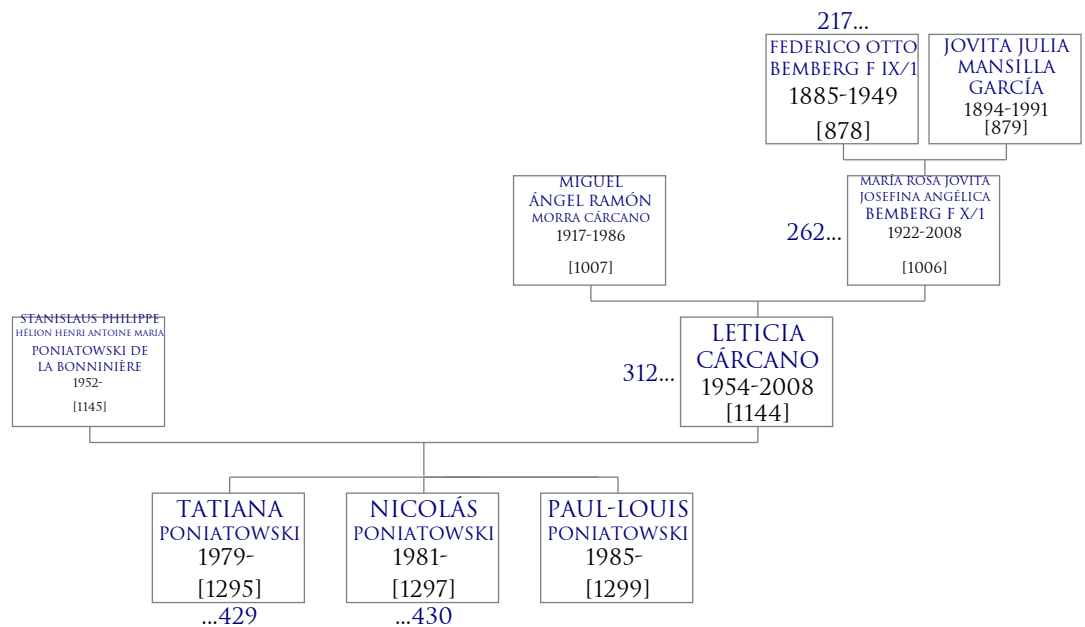 217...
FEDERICO OTTO
BEMBERG F IX/1
1885-1949
[878]
JOVITA JULIA
MANSILLA
GARCÍA
1894-1991
[879]
MIGUEL
ÁNGEL RAMÓN
MORRA CÁRCANO
1917-1986
[1007]
262...
MARÍA ROSA JOVITA
JOSEFINA ANGÉLICA
BEMBERG F X/1
1922-2008
[1006]
STANISLAUS PHILIPPE
HÉLION HENRI ANTOINE MARIA
PONIATOWSKI DE
LA BONNINIÈRE
1952-
[1145]
312...
LETICIA
CÁRCANO
1954-2008
[1144]
TATIANA
PONIATOWSKI
1979-
[1295]
...429
NICOLÁS
PONIATOWSKI
1981-
[1297]
...430
PAUL-LOUIS
PONIATOWSKI
1985-
[1299]